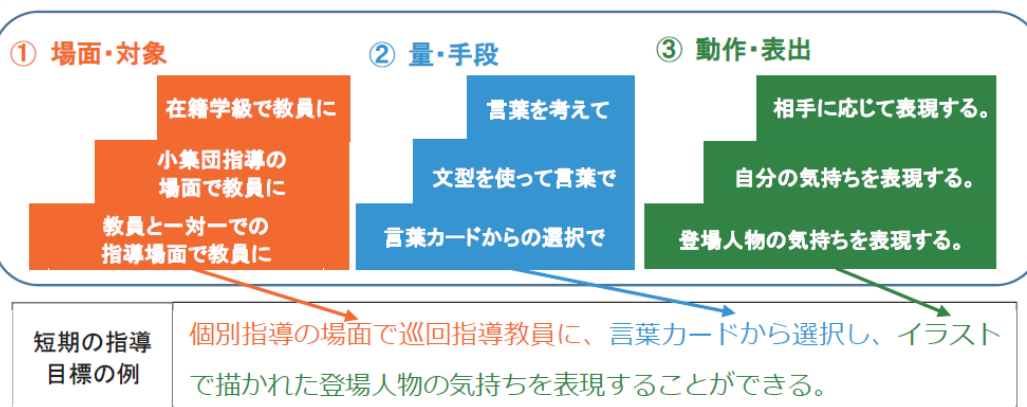 ① 場面・対象
在籍学級で教員に
小集団指導の
場面で教員に
教員と一対一での
指導場面で教員に
② 量・手段
言葉を考えて
文型を使って言葉で
言葉カードからの選択で
③ 動作・表出
相手に応じて表現する。
自分の気持ちを表現する。
登場人物の気持ちを表現する。
短期の指導
目標の例
個別指導の場面で巡回指導教員に、言葉カードから選択し、イラスト
で描かれた登場人物の気持ちを表現することができる。